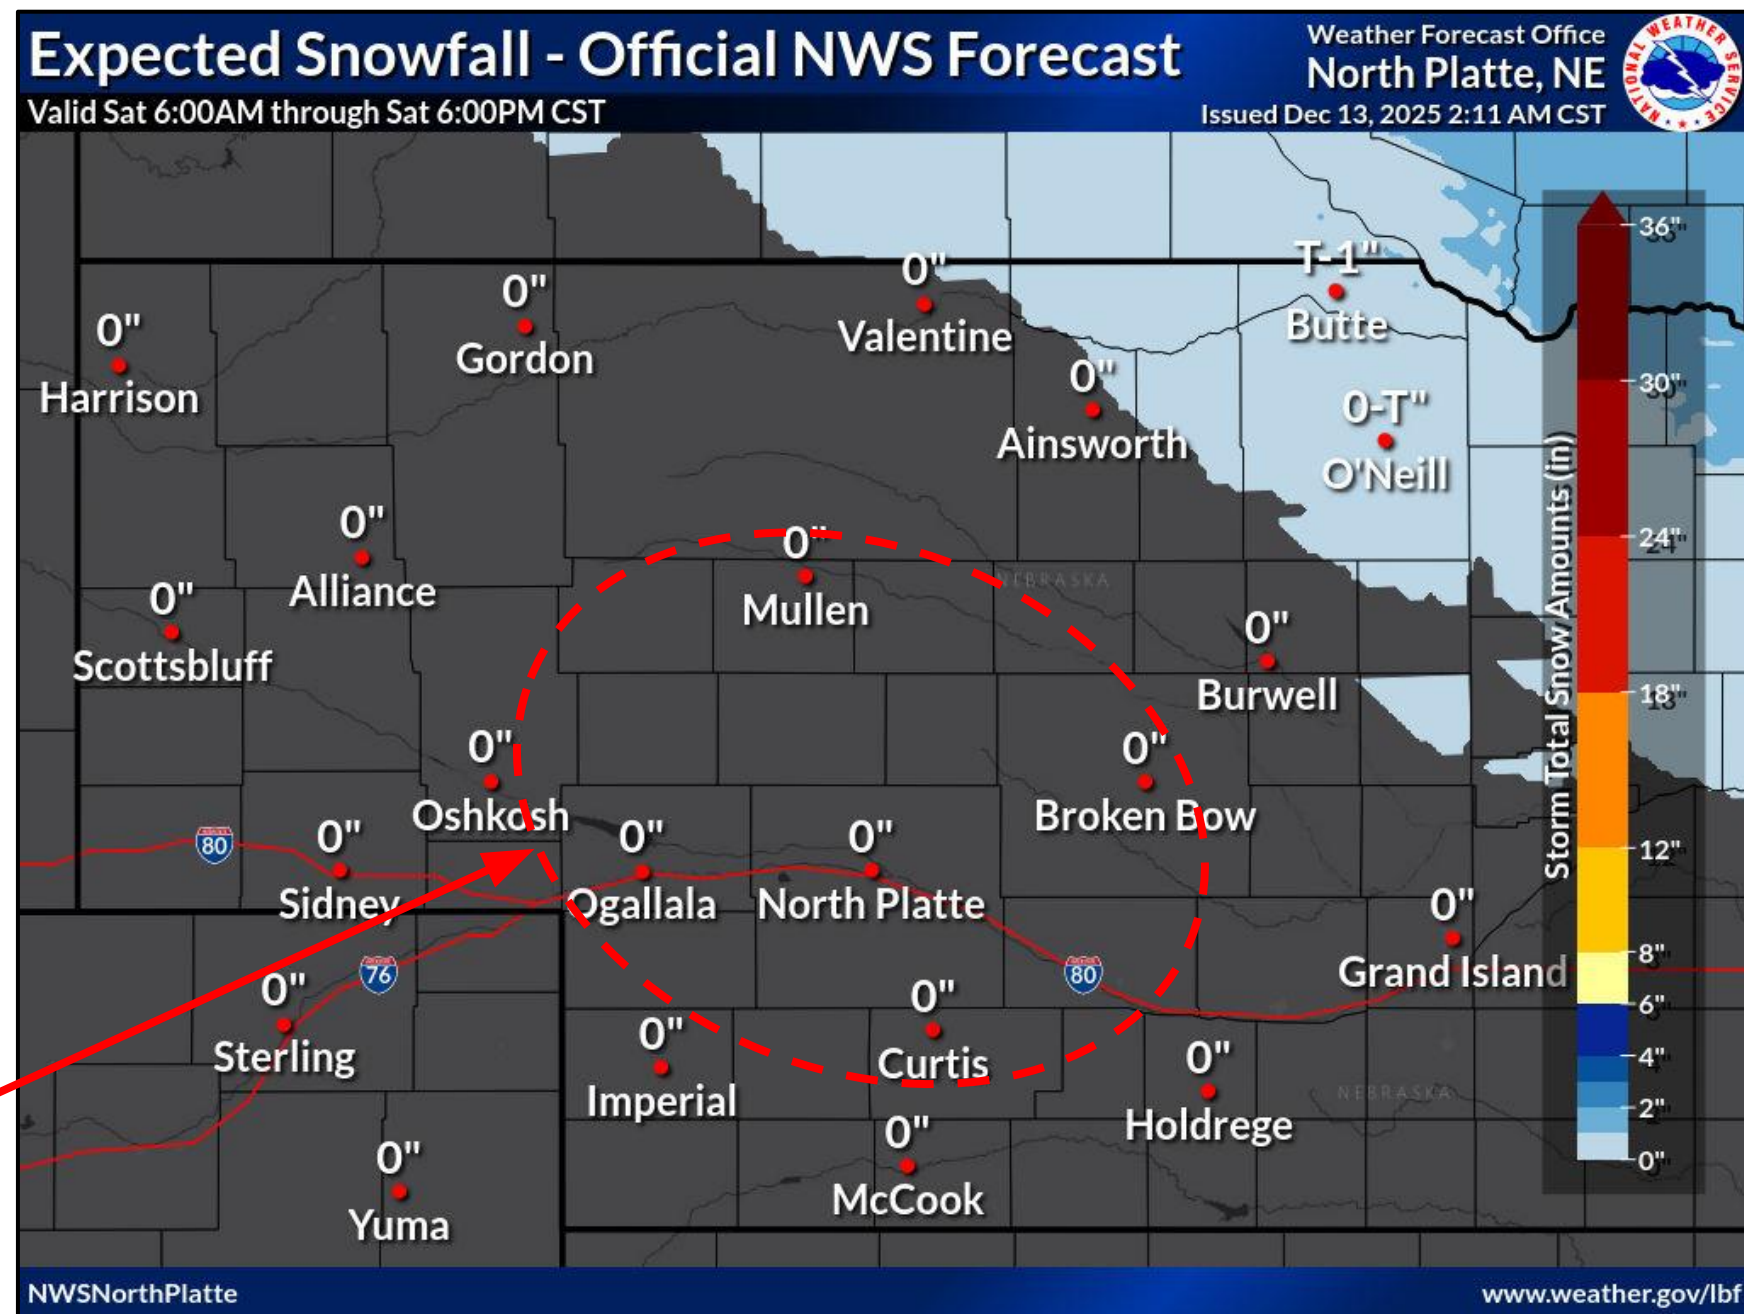 Expected Snowfall - Official NWS Forecast
Valid Sat 6:00AM through Sat 6:00PM CST
Weather Forecast Office
North Platte, NE
Issued Dec 13, 2025 2:11 AM CST
NATIONAL WEATHER SERVICE
T-1"
Butte
0"
Valentine
0"
Gordon
0"
Harrison
0"
Ainsworth
0-T"
O'Neill
0"
Alliance
0"
Mullen
NEBRASKA
0"
Scottsbluff
0"
Burwell
0"
Oshkosh
0"
Broken Bow
80
0"
Sidney
0"
Ogallala
0"
North Platte
0"
Grand Island
76
80
0"
Sterling
0"
Imperial
0"
Curtis
0"
Holdrege
NEBRASKA
0"
Yuma
0"
McCook
Storm Total Snow Amounts (in)
36"
30"
24"
18"
12"
8"
6"
4"
2"
0"
NWSNorthPlatte
www.weather.gov/lbf